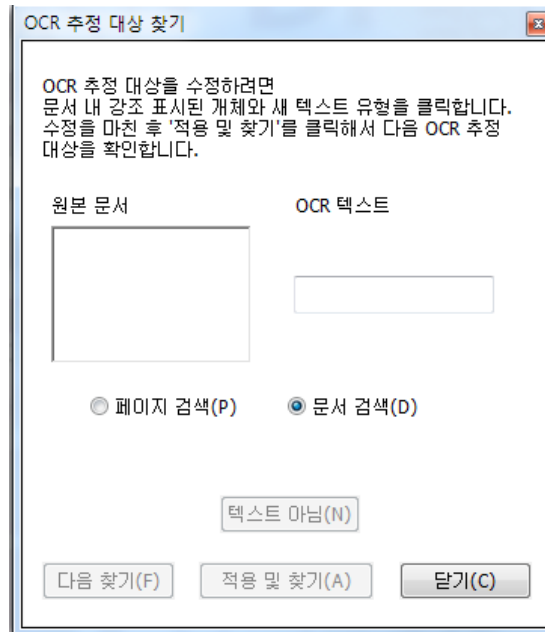 OCR 추정 대상 찾기
OCR 추정 대상을 수정하려면
문서 내 강조 표시된 개체와 새 텍스트 유형을 클릭합니다.
수정을 마친 후 '적용 및 찾기'를 클릭해서 다음 OCR 추정
대상을 확인합니다.
원본 문서 OCR 텍스트
페이지 검색(P) 문서 검색(D)
텍스트 아님(N)
다음 찾기(F) 적용 및 찾기(A) 닫기(C)